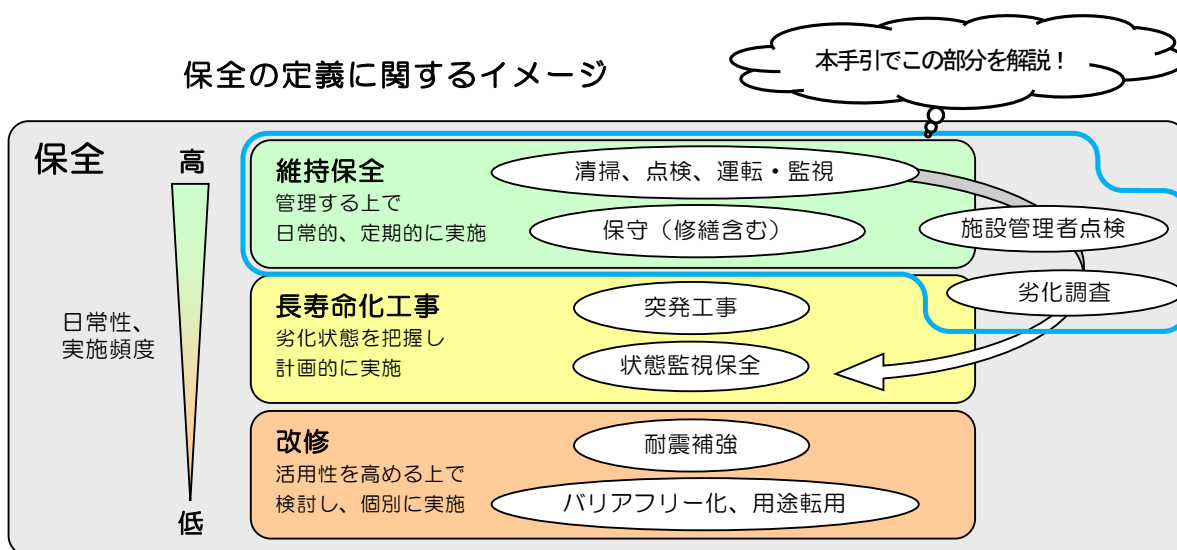 保全の定義に関するイメージ
本手引でこの部分を解説！
保全
高
日常性、
実施頻度
低
維持保全
管理する上で
日常的、定期的に実施
清掃、点検、運転・監視
保守（修繕含む）
施設管理者点検
劣化調査
長寿命化工事
劣化状態を把握し
計画的に実施
突発工事
状態監視保全
改修
活用性を高める上で
検討し、個別に実施
耐震補強
バリアフリー化、用途転用